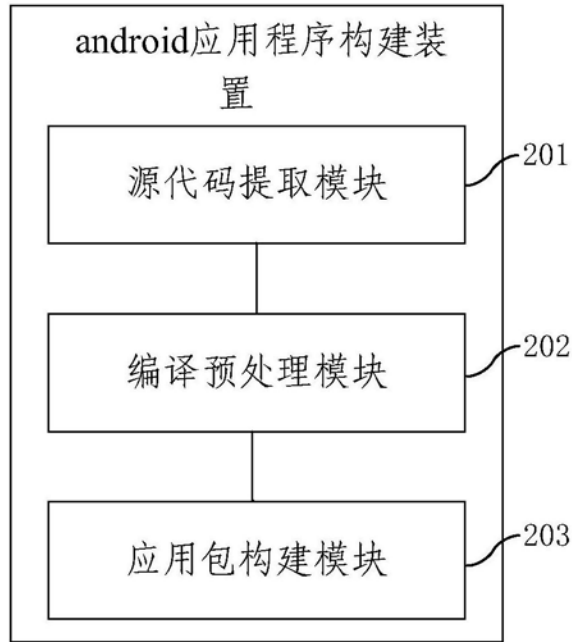 android应用程序构建装
置
源代码提取模块
201
编译预处理模块
202
应用包构建模块
203